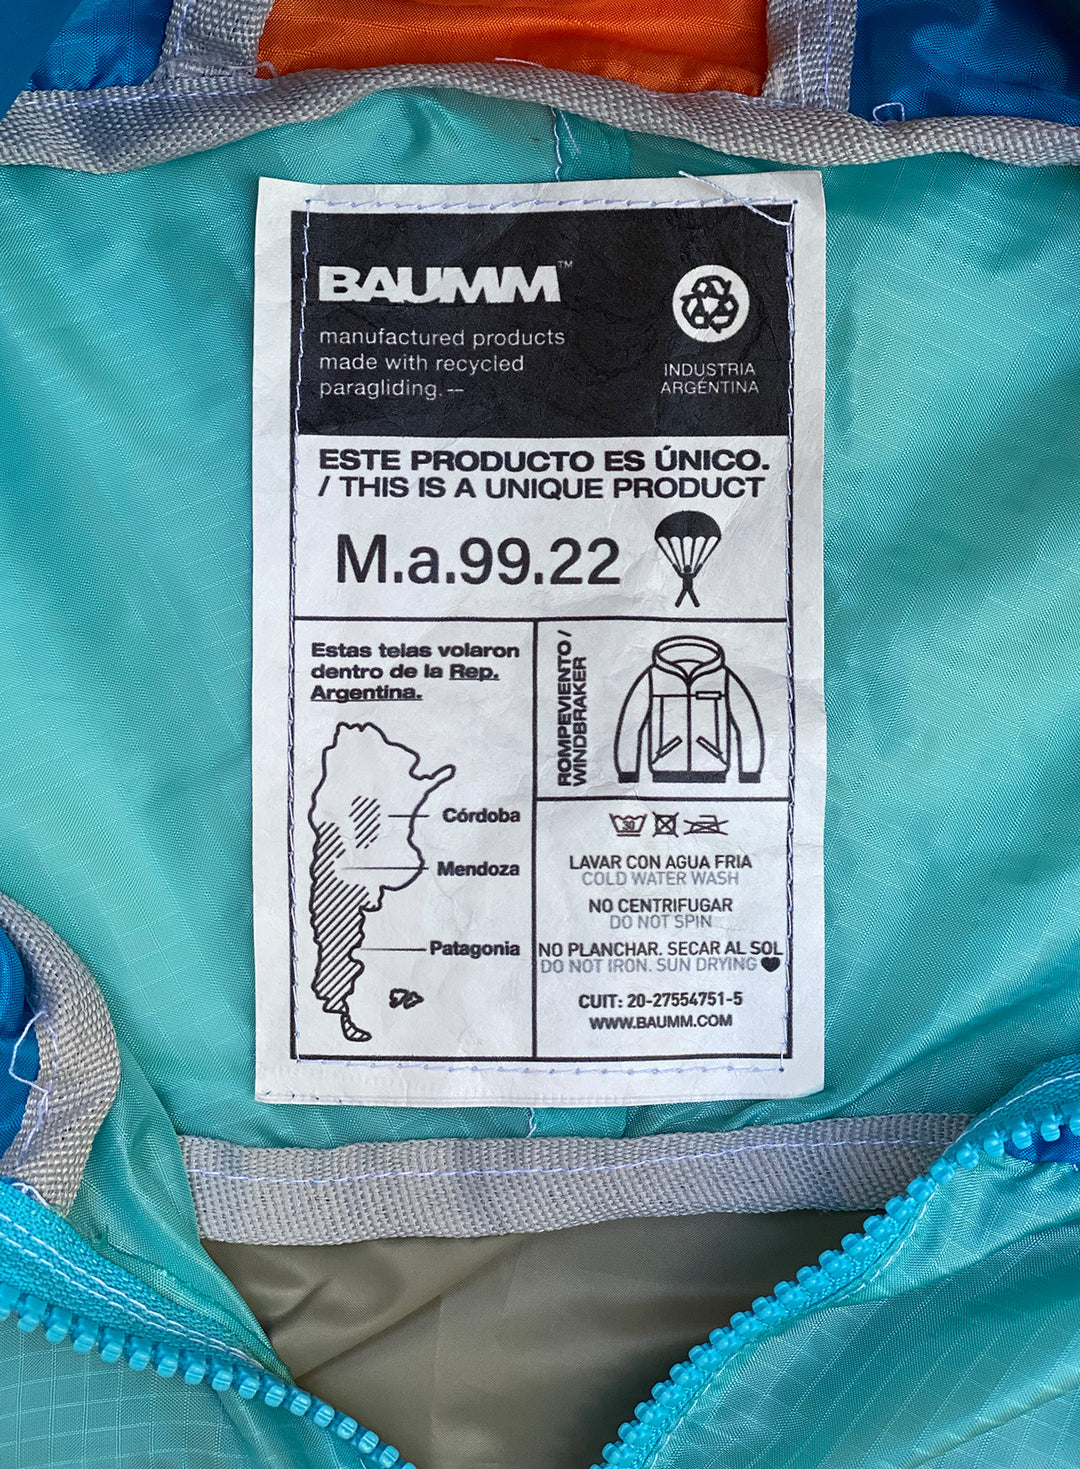 BAUMM™
manufactured products
made with recycled
paragliding.--
INDUSTRIA
ARGENTINA
ESTE PRODUCTO ES ÚNICO.
/ THIS IS A UNIQUE PRODUCT
M.a.99.22
Estas telas volaron
dentro de la Rep.
Argentina.
Córdoba
Mendoza
Patagonia
ROMPEVIENTO /
WINDBRAKER
30
LAVAR CON AGUA FRIA
COLD WATER WASH
NO CENTRIFUGAR
DO NOT SPIN
NO PLANCHAR. SECAR AL SOL
DO NOT IRON. SUN DRYING
CUIT: 20-27554751-5
WWW.BAUMM.COM